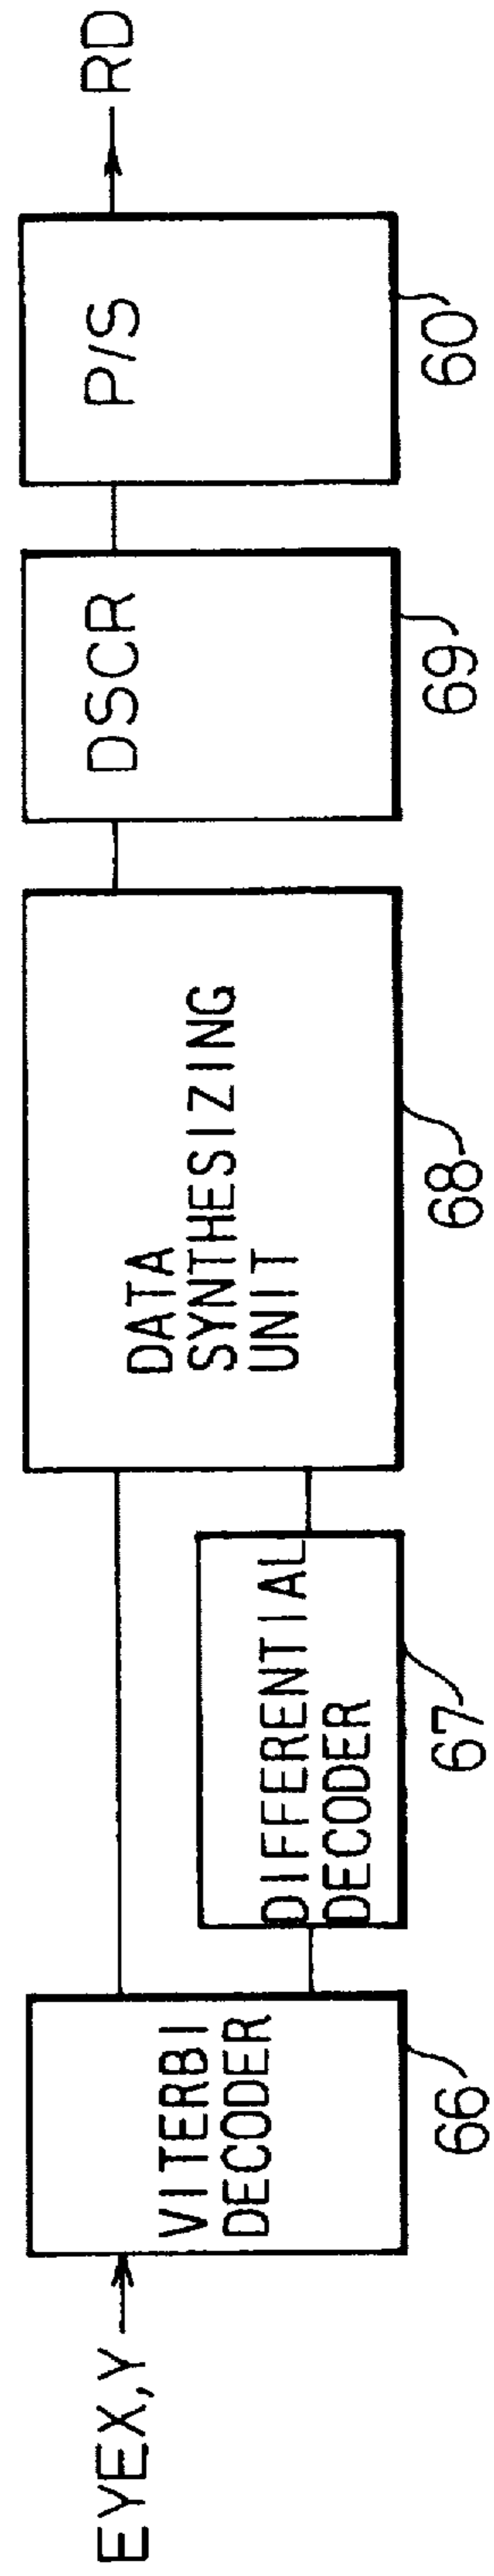 EYEX,Y
VITERBI
DECODER
66
DIFFERENTIAL
DECODER
67
DATA
SYNTHESIZING
UNIT
68
DSCR
69
P/S
60
RD